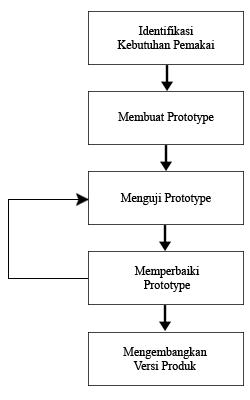 Identifikasi
Kebutuhan Pemakai
Membuat Prototype
Menguji Prototype
Memperbaiki
Prototype
Mengembangkan
Versi Produk